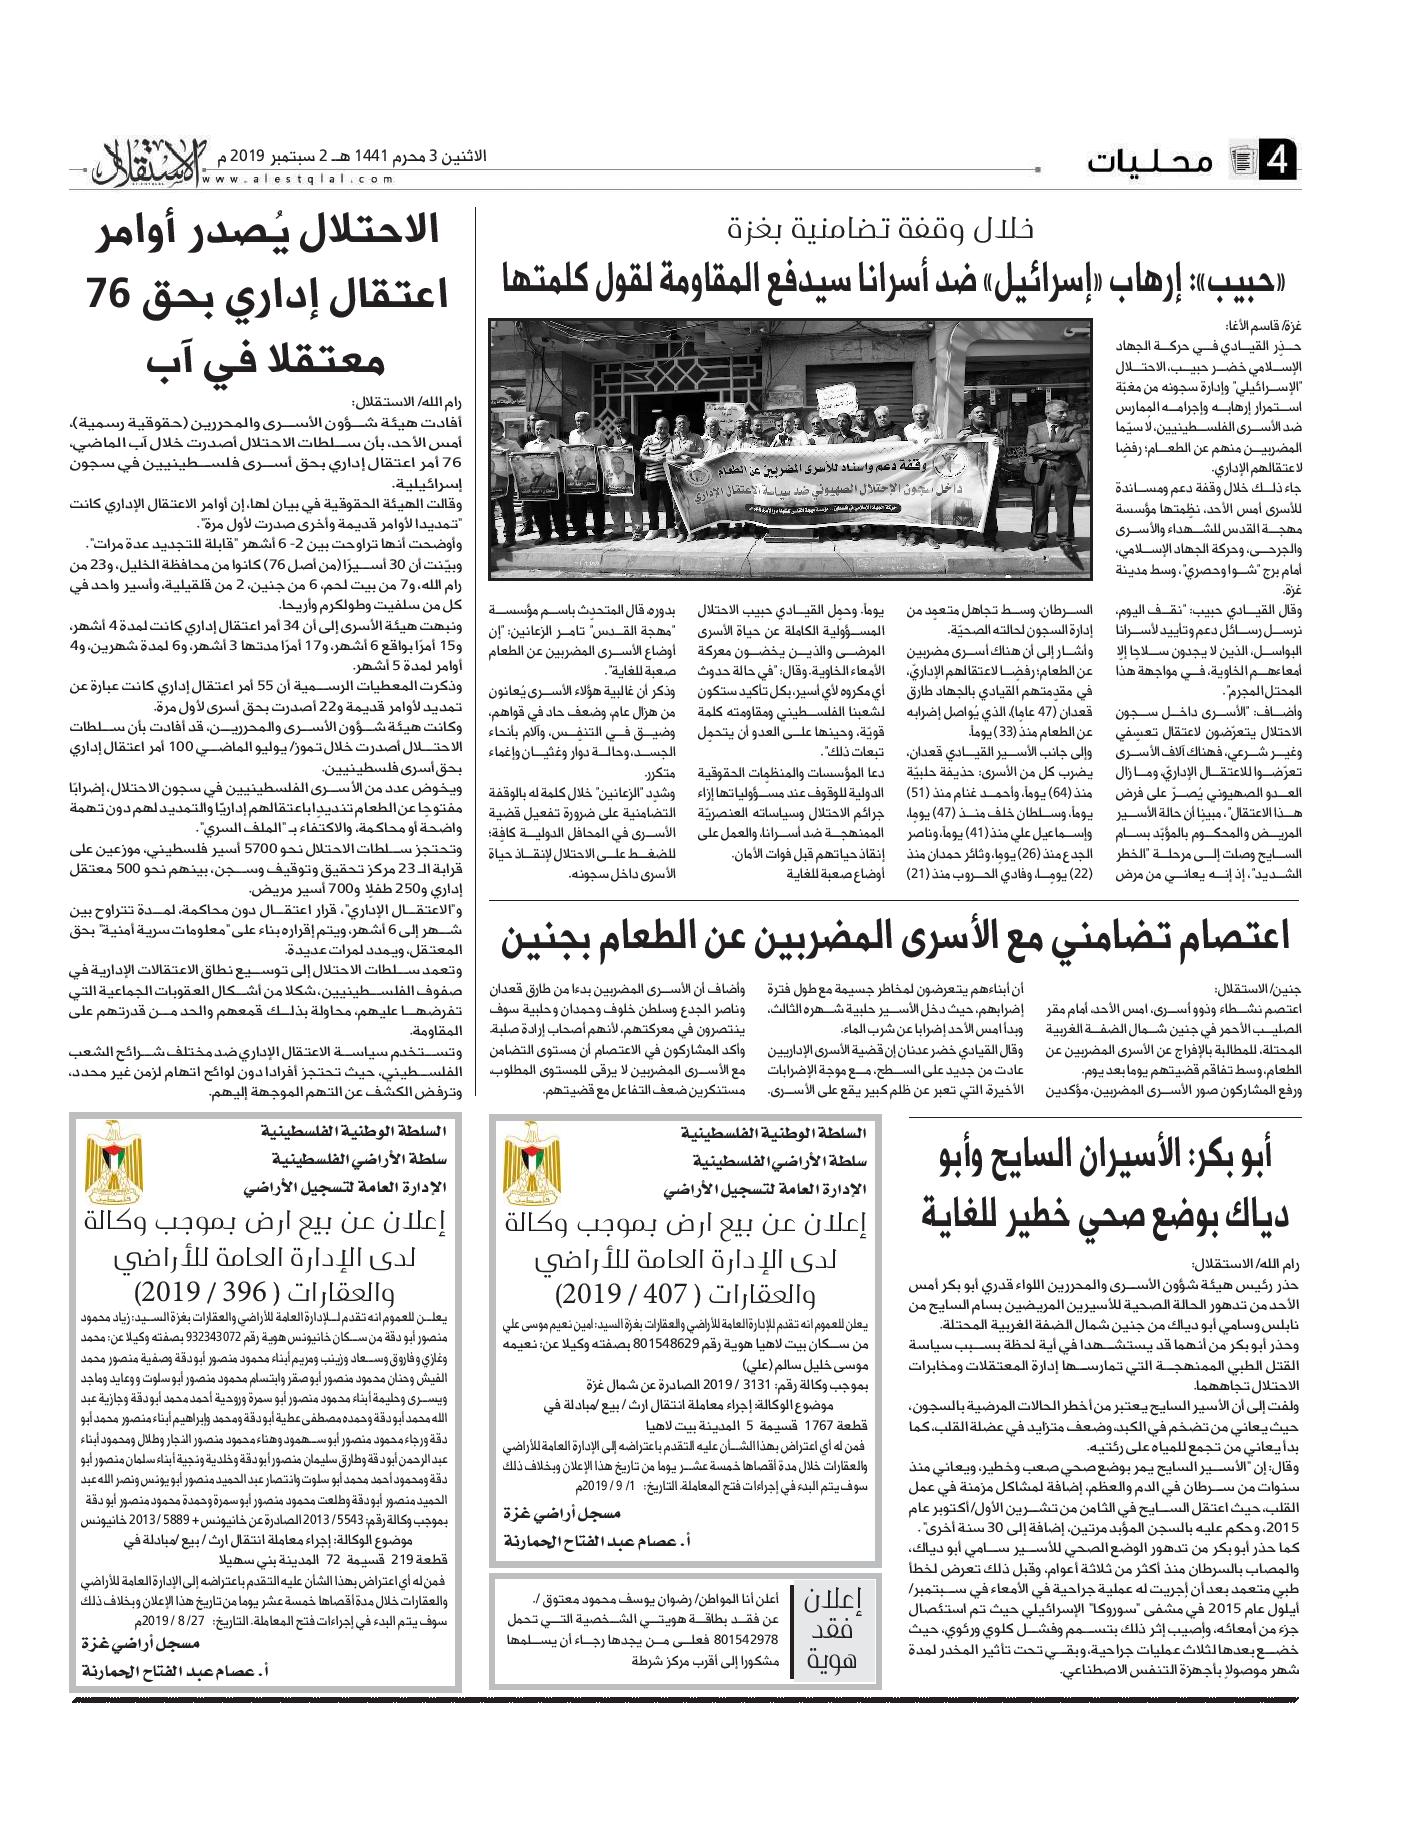 4 محليات
الاثنين 3 محرم 1441 هـ 2 سبتمبر 2019 م
الاستقلال
www.alestqlal.com
خلال وقفة تضامنية بغزة
«حبيب»: إرهاب «إسرائيل» ضد أسرانا سيدفع المقاومة لقول كلمتها
غزة/ قاسم الأغا:
حذر القيادي في حركة الجهاد
الإسلامي خضر حبيب، الاحتلال
"الإسرائيلي" وإدارة سجونه من مغبّة
استمرار إرهابه وإجرامه المُمارس
ضد الأسرى الفلسطينيين، لا سيّما
المضربين منهم عن الطعام؛ رفضا
لاعتقالهم الإداري.
جاء ذلك خلال وقفة دعم ومساندة
للأسرى أمس الأحد، نظمتها مؤسسة
مهجة القدس للشهداء والأسرى
والجرحى، وحركة الجهاد الإسلامي،
أمام برج "شوا وحصري"، وسط مدينة
غزة.
وقال القيادي حبيب: "نقف اليوم،
نرسل رسائل دعم وتأييد لأسرانا
البواسل، الذين لا يجدون سلاحا إلا
أمعاءهم الخاوية، في مواجهة هذا
المحتل المجرم".
وأضاف: "الأسرى داخل سجون
الاحتلال يتعرّضون لاعتقال تعسفي
وغير شرعي، فهناك آلاف الأسرى
تعرّضوا للاعتقال الإداري، وما زال
العدو الصهيوني يُصرّ على فرض
هذا الاعتقال"، مبينا أن حالة الأسير
المريض والمحكوم بالمؤبّد بسام
السايح وصلت إلى مرحلة "الخطر
الشديد"، إذ إنه يعاني من مرض
وقفة دعم واسناد للأسرى المضربين عن الطعام
داخل سجون الاحتلال الصهيوني ضد سياسة الاعتقال الإداري
السرطان، وسط تجاهل متعمد من
إدارة السجون لحالته الصحيّة.
وأشار إلى أن هناك أسرى مضربين
عن الطعام؛ رفضا لاعتقالهم الإداري،
في مقدمتهم القيادي بالجهاد طارق
قعدان (47 عاما)، الذي يُواصل إضرابه
عن الطعام منذ (33) يوماً.
وإلى جانب الأسير القيادي قعدان،
يضرب كل من الأسرى: حذيفة حلبية
منذ (64) يوماً، وأحمد غنام منذ (51)
يوماً، وسلطان خلف منذ (47) يوما،
وإسماعيل علي منذ (41) يوماً، وناصر
الجدع منذ (26) يوما، وثائر حمدان منذ
(22) يوما، وفادي الحروب منذ (21)
يوماً. وحمل القيادي حبيب الاحتلال
المسؤولية الكاملة عن حياة الأسرى
المرضى والذين يخضون معركة
الأمعاء الخاوية. وقال: "في حالة حدوث
أي مكروه لأي أسير، بكل تأكيد ستكون
لشعبنا الفلسطيني ومقاومته كلمة
قويّة، وحينها على العدو أن يتحمل
تبعات ذلك".
دعا المؤسسات والمنظمات الحقوقية
الدولية للوقوف عند مسؤولياتها إزاء
جرائم الاحتلال وسياساته العنصريّة
الممنهجة ضد أسرانا، والعمل على
إنقاذ حياتهم قبل فوات الأمان.
أوضاع صعبة للغاية
بدوره، قال المتحدث باسم مؤسسة
"مهجة القدس" تامر الزعانين: "إن
أوضاع الأسرى المضربين عن الطعام
صعبة للغاية".
وذكر أن غالبية هؤلاء الأسرى يُعانون
من هزال عام، وضعف حاد في قواهم،
وضيق في التنفس، وآلام بأنحاء
الجسد، وحالة دوار وغثيان وإغماء
متكرر.
وشدد "الزعانين" خلال كلمة له بالوقفة
التضامنية على ضرورة تفعيل قضية
الأسرى في المحافل الدولية كافة؛
للضغط على الاحتلال لإنقاذ حياة
الأسرى داخل سجونه.
الاحتلال يُصدر أوامر
اعتقال إداري بحق 76
معتقلا في آب
رام الله/ الاستقلال:
أفادت هيئة شؤون الأسرى والمحررين (حقوقية رسمية)،
أمس الأحد، بأن سلطات الاحتلال أصدرت خلال آب الماضي،
76 أمر اعتقال إداري بحق أسرى فلسطينيين في سجون
إسرائيلية.
وقالت الهيئة الحقوقية في بيان لها، إن أوامر الاعتقال الإداري كانت
"تمديدا لأوامر قديمة وأخرى صدرت لأول مرة".
وأوضحت أنها تراوحت بين 2- 6 أشهر "قابلة للتجديد عدة مرات".
وبيّنت أن 30 أسيرًا (من أصل 76) كانوا من محافظة الخليل، و23 من
رام الله، و7 من بيت لحم، 6 من جنين، 2 من قلقيلية، وأسير واحد في
كل من سلفيت وطولكرم وأريحا.
ونبهت هيئة الأسرى إلى أن 34 أمر اعتقال إداري كانت لمدة 4 أشهر،
و15 أمرًا بواقع 6 أشهر، و17 أمرًا مدتها 3 أشهر، و6 لمدة شهرين، و4
أوامر لمدة 5 أشهر.
وذكرت المعطيات الرسمية أن 55 أمر اعتقال إداري كانت عبارة عن
تمديد لأوامر قديمة و22 أصدرت بحق أسرى لأول مرة.
وكانت هيئة شؤون الأسرى والمحررين، قد أفادت بأن سلطات
الاحتلال أصدرت خلال تموز/ يوليو الماضي 100 أمر اعتقال إداري
بحق أسرى فلسطينيين.
ويخوض عدد من الأسرى الفلسطينيين في سجون الاحتلال، إضرابًا
مفتوحا عن الطعام تنديدا باعتقالهم إداريًا والتمديد لهم دون تهمة
واضحة أو محاكمة، والاكتفاء بـ "الملف السري".
وتحتجز سلطات الاحتلال نحو 5700 أسير فلسطيني، موزعين على
قرابة الـ 23 مركز تحقيق وتوقيف وسجن، بينهم نحو 500 معتقل
إداري و250 طفلا و700 أسير مريض.
و"الاعتقال الإداري"، قرار اعتقال دون محاكمة، لمدة تتراوح بين
شهر إلى 6 أشهر، ويتم إقراره بناء على "معلومات سرية أمنية" بحق
المعتقل، ويمدد لمرات عديدة.
وتعمد سلطات الاحتلال إلى توسيع نطاق الاعتقالات الإدارية في
صفوف الفلسطينيين، شكلا من أشكال العقوبات الجماعية التي
تفرضها عليهم، محاولة بذلك قمعهم والحد من قدرتهم على
المقاومة.
وتستخدم سياسة الاعتقال الإداري ضد مختلف شرائح الشعب
الفلسطيني، حيث تحتجز أفرادا دون لوائح اتهام لزمن غير محدد،
وترفض الكشف عن التهم الموجهة إليهم.
اعتصام تضامني مع الأسرى المضربين عن الطعام بجنين
جنين/ الاستقلال:
اعتصم نشطاء وذوو أسرى، امس الأحد، أمام مقر
الصليب الأحمر في جنين شمال الضفة الغربية
المحتلة، للمطالبة بالإفراج عن الأسرى المضربين عن
الطعام، وسط تفاقم قضيتهم يوما بعد يوم.
ورفع المشاركون صور الأسرى المضربين، مؤكدين
أن أبناءهم يتعرضون لمخاطر جسيمة مع طول فترة
إضرابهم، حيث دخل الأسير حلبية شهره الثالث،
وبدأ امس الأحد إضرابا عن شرب الماء.
وقال القيادي خضر عدنان إن قضية الأسرى الإداريين
عادت من جديد على السطح، مع موجة الإضرابات
الأخيرة، التي تعبر عن ظلم كبير يقع على الأسرى.
وأضاف أن الأسرى المضربين بدءا من طارق قعدان
وناصر الجدع وسلطن خلوف وحمدان وحلبية سوف
ينتصرون في معركتهم، لأنهم أصحاب إرادة صلبة.
وأكد المشاركون في الاعتصام أن مستوى التضامن
مع الأسرى المضربين لا يرقى للمستوى المطلوب،
مستنكرين ضعف التفاعل مع قضيتهم.
أبو بكر: الأسيران السايح وأبو
دياك بوضع صحي خطير للغاية
رام الله/ الاستقلال:
حذر رئيس هيئة شؤون الأسرى والمحررين اللواء قدري أبو بكر أمس
الأحد من تدهور الحالة الصحية للأسيرين المريضين بسام السايح من
نابلس وسامي أبو دياك من جنين شمال الضفة الغربية المحتلة.
وحذر أبو بكر من أنهما قد يستشهدا في أية لحظة بسبب سياسة
القتل الطبي الممنهجة التي تمارسها إدارة المعتقلات ومخابرات
الاحتلال تجاههما.
ولفت إلى أن الأسير السايح يعتبر من أخطر الحالات المرضية بالسجون،
حيث يعاني من تضخم في الكبد، وضعف متزايد في عضلة القلب، كما
بدأ يعاني من تجمع للمياه على رئتيه.
وقال: إن "الأسير السايح يمر بوضع صحي صعب وخطير، ويعاني منذ
سنوات من سرطان في الدم والعظم، إضافة لمشاكل مزمنة في عمل
القلب، حيث اعتقل السايح في الثامن من تشرين الأول/ أكتوبر عام
2015، وحكم عليه بالسجن المؤبد مرتين، إضافة إلى 30 سنة أخرى".
كما حذر أبو بكر من تدهور الوضع الصحي للأسير سامي أبو دياك،
والمصاب بالسرطان منذ أكثر من ثلاثة أعوام، وقبل ذلك تعرض لخطأ
طبي متعمد بعد أن أجريت له عملية جراحية في الأمعاء في سبتمبر/
أيلول عام 2015 في مشفى "سوروكا" الإسرائيلي حيث تم استئصال
جزء من أمعائه، وأصيب إثر ذلك بتسمم وفشل كلوي ورئوي، حيث
خضع بعدها لثلاث عمليات جراحية، وبقي تحت تأثير المخدر لمدة
شهر موصولا بأجهزة التنفس الاصطناعي.
السلطة الوطنية الفلسطينية
سلطة الأراضي الفلسطينية
الإدارة العامة لتسجيل الأراضي
إعلان عن بيع ارض بموجب وكالة
لدى الإدارة العامة للأراضي
والعقارات ( 407 / 2019)
يعلن للعموم انه تقدم للإدارة العامة للأراضي والعقارات بغزة السيد: امين نعيم موسى علي
من سكان بيت لاهيا هوية رقم 801548629 بصفته وكيلا عن: نعيمه
موسى خليل سالم (علي)
بموجب وكالة رقم: 3131 / 2019 الصادرة عن شمال غزة
موضوع الوكالة: إجراء معاملة انتقال ارث / بيع /مبادلة في
قطعة 1767 قسيمة 5 المدينة بيت لاهيا
فمن له أي اعتراض بهذا الشأن عليه التقدم باعتراضه إلى الإدارة العامة للأراضي
والعقارات خلال مدة أقصاها خمسة عشر يوما من تاريخ هذا الإعلان وبخلاف ذلك
سوف يتم البدء في إجراءات فتح المعاملة. التاريخ: 1/ 9 / 2019م
مسجل أراضي غزة
أ. عصام عبد الفتاح الحمارنة
إعلان
فقد
هوية
أعلن أنا المواطن/ رضوان يوسف محمود معتوق /.
عن فقد بطاقة هويتي الشخصية التي تحمل
801542978 فعلى من يجدها رجاء أن يسلمها
مشكورا إلى أقرب مركز شرطة
السلطة الوطنية الفلسطينية
سلطة الأراضي الفلسطينية
الإدارة العامة لتسجيل الأراضي
إعلان عن بيع ارض بموجب وكالة
لدى الإدارة العامة للأراضي
والعقارات ( 396 / 2019)
يعلن للعموم انه تقدم للإدارة العامة للأراضي والعقارات بغزة السيد: زياد محمود
منصور أبو دقة من سكان خانيونس هوية رقم 932343072 بصفته وكيلا عن: محمد
وغازي وفاروق وسعاد وزينب ومريم أبناء محمود منصور أبو دقة وصفية منصور محمد
الفيش وحنان محمود منصور أبو صقر وابتسام محمود منصور أبو سلوت ووعايد وماجد
ويسرى وحليمة أبناء محمود منصور أبو سمرة وروحية أحمد محمد أبو دقة وجازية عبد
الله محمد أبو دقة وحمده مصطفى عطية أبو دقة ومحمد وإبراهيم أبناء منصور محمد أبو
دقة ورجاء محمود منصور أبو سهمود وهناء محمود منصور النجار وطلال ومحمود أبناء
عبد الرحمن أبو دقة وطارق سليمان منصور أبو دقة وخلدية ونجية أبناء سلمان منصور أبو
دقة ومحمود أحمد محمد أبو سلوت وانتصار عبد الحميد منصور أبو يونس ونصر الله عبد
الحميد منصور أبو دقة وطلعت محمود منصور أبو سمرة وحمدة محمود منصور أبو دقة
بموجب وكالة رقم: 5543 / 2013 الصادرة عن خانيونس + 5889 / 2013 خانيونس
موضوع الوكالة: إجراء معاملة انتقال ارث / بيع /مبادلة في
قطعة 219 قسيمة 72 المدينة بني سهيلا
فمن له أي اعتراض بهذا الشأن عليه التقدم باعتراضه إلى الإدارة العامة للأراضي
والعقارات خلال مدة أقصاها خمسة عشر يوما من تاريخ هذا الإعلان وبخلاف ذلك
سوف يتم البدء في إجراءات فتح المعاملة. التاريخ: 27/ 8 / 2019م
مسجل أراضي غزة
أ. عصام عبد الفتاح الحمارنة